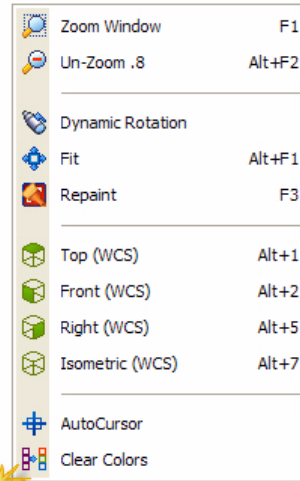 Zoom Window F1
Un-Zoom .8 Alt+F2
Dynamic Rotation
Fit Alt+F1
Repaint F3
Top (WCS) Alt+1
Front (WCS) Alt+2
Right (WCS) Alt+5
Isometric (WCS) Alt+7
AutoCursor
Clear Colors